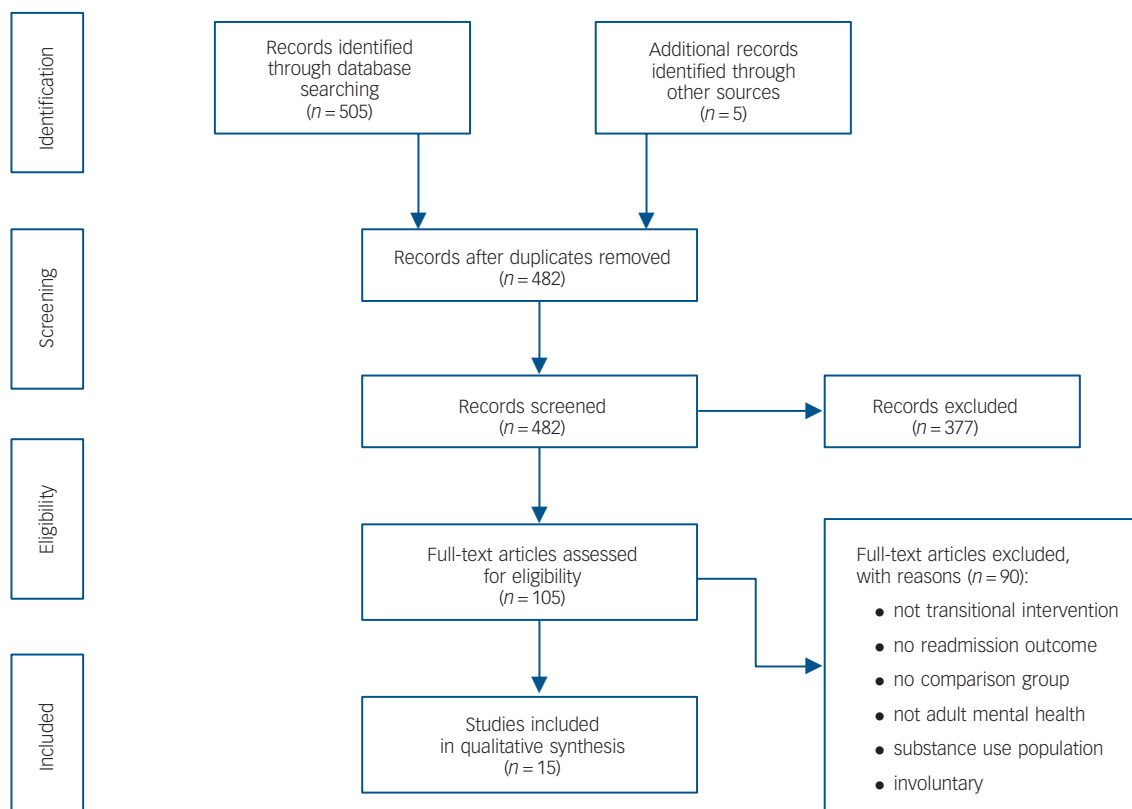 Identification
Records identified
through database
searching
(n = 505)
Additional records
identified through
other sources
(n = 5)
Screening
Records after duplicates removed
(n = 482)
Records screened
(n = 482)
Records excluded
(n = 377)
Eligibility
Full-text articles assessed
for eligibility
(n = 105)
Full-text articles excluded,
with reasons (n = 90):
• not transitional intervention
• no readmission outcome
• no comparison group
• not adult mental health
• substance use population
• involuntary
Included
Studies included
in qualitative synthesis
(n = 15)